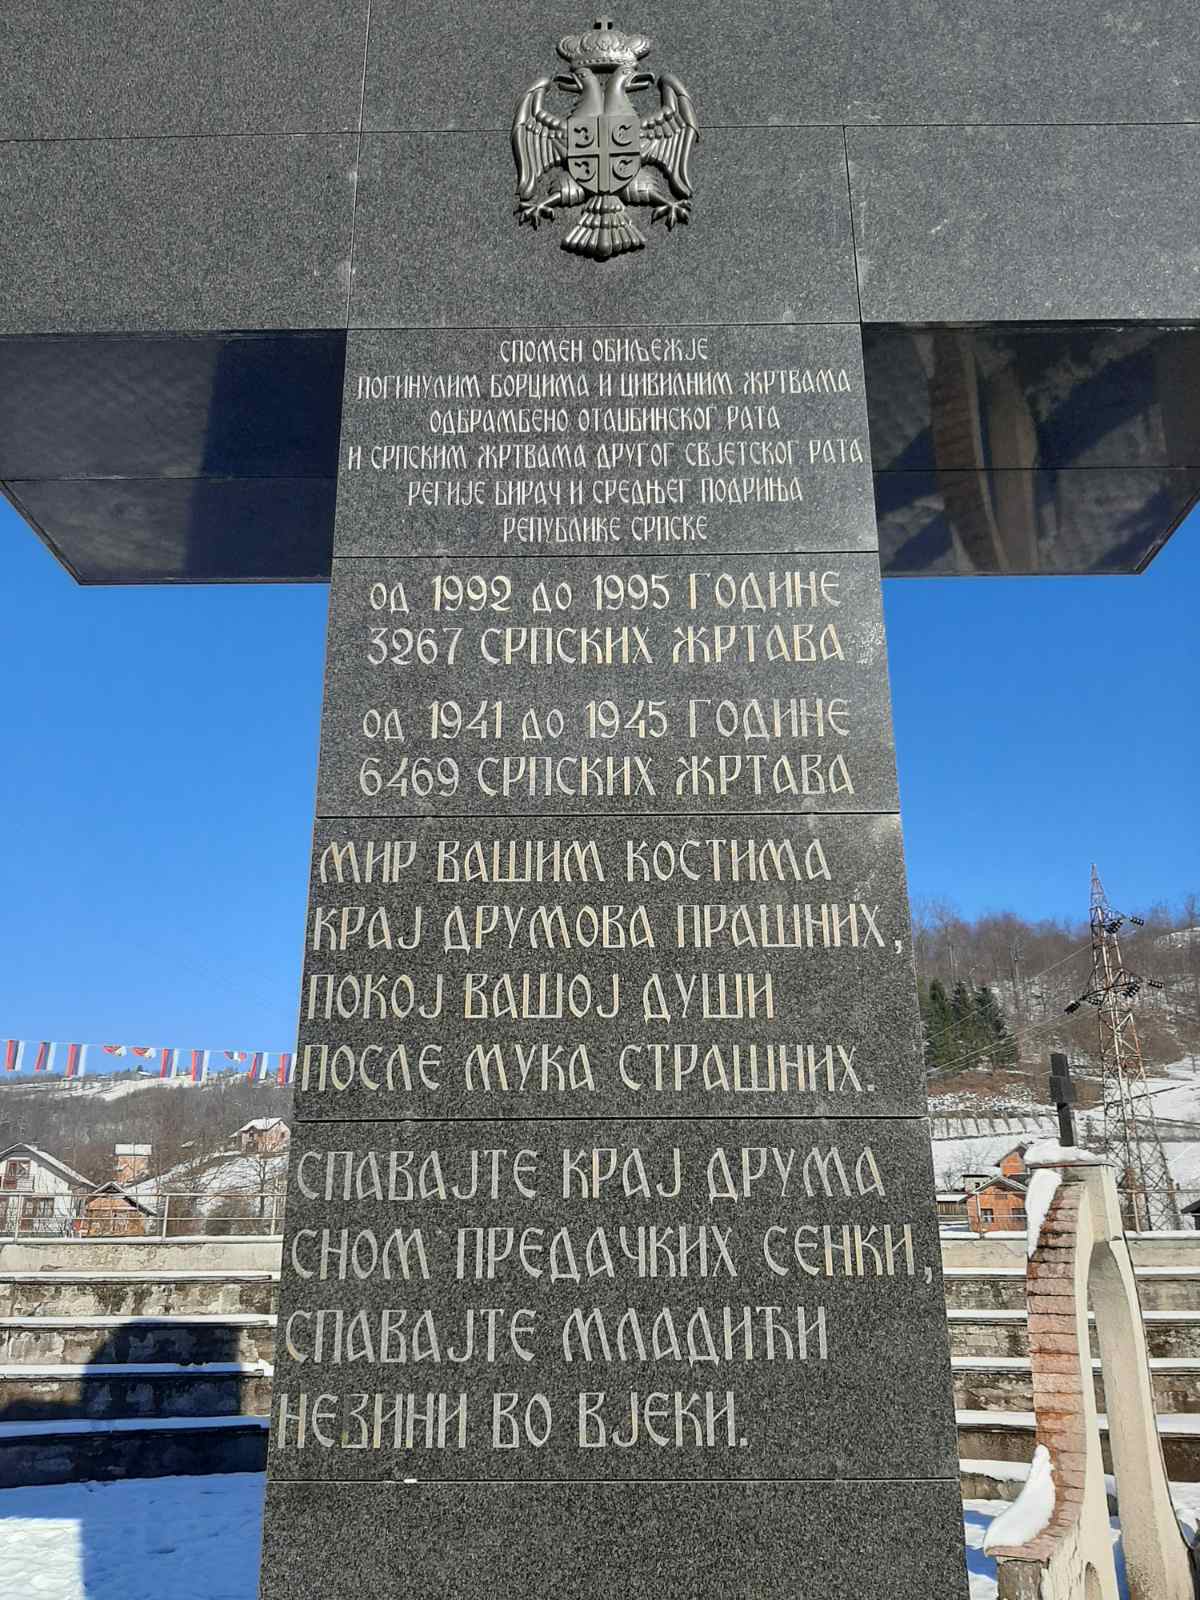 СПОМЕН ОБИЉЕЖЈЕ
ПОГИНУЛИМ БОРЦИМА И ЦИВИЛНИМ ЖРТВАМА
ОДБРАМБЕНО ОТАЏБИНСКОГ РАТА
И СРПСКИМ ЖРТВАМА ДРУГОГ СВЈЕТСКОГ РАТА
РЕГИЈЕ БИРАЧ И СРЕДЊЕГ ПОДРИЊА
РЕПУБЛИКЕ СРПСКЕ
ОД 1992 ДО 1995 ГОДИНЕ
3267 СРПСКИХ ЖРТАВА
ОД 1941 ДО 1945 ГОДИНЕ
6469 СРПСКИХ ЖРТАВА
МИР ВАШИМ КОСТИМА
КРАЈ ДРУМОВА ПРАШНИХ,
ПОКОЈ ВАШОЈ ДУШИ
ПОСЛЕ МУКА СТРАШНИХ.
СПАВАЈТЕ КРАЈ ДРУМА
СНОМ ПРЕДАЧКИХ СЕНКИ,
СПАВАЈТЕ МЛАДИЋИ
НЕЗИНИ ВО ВЈЕКИ.